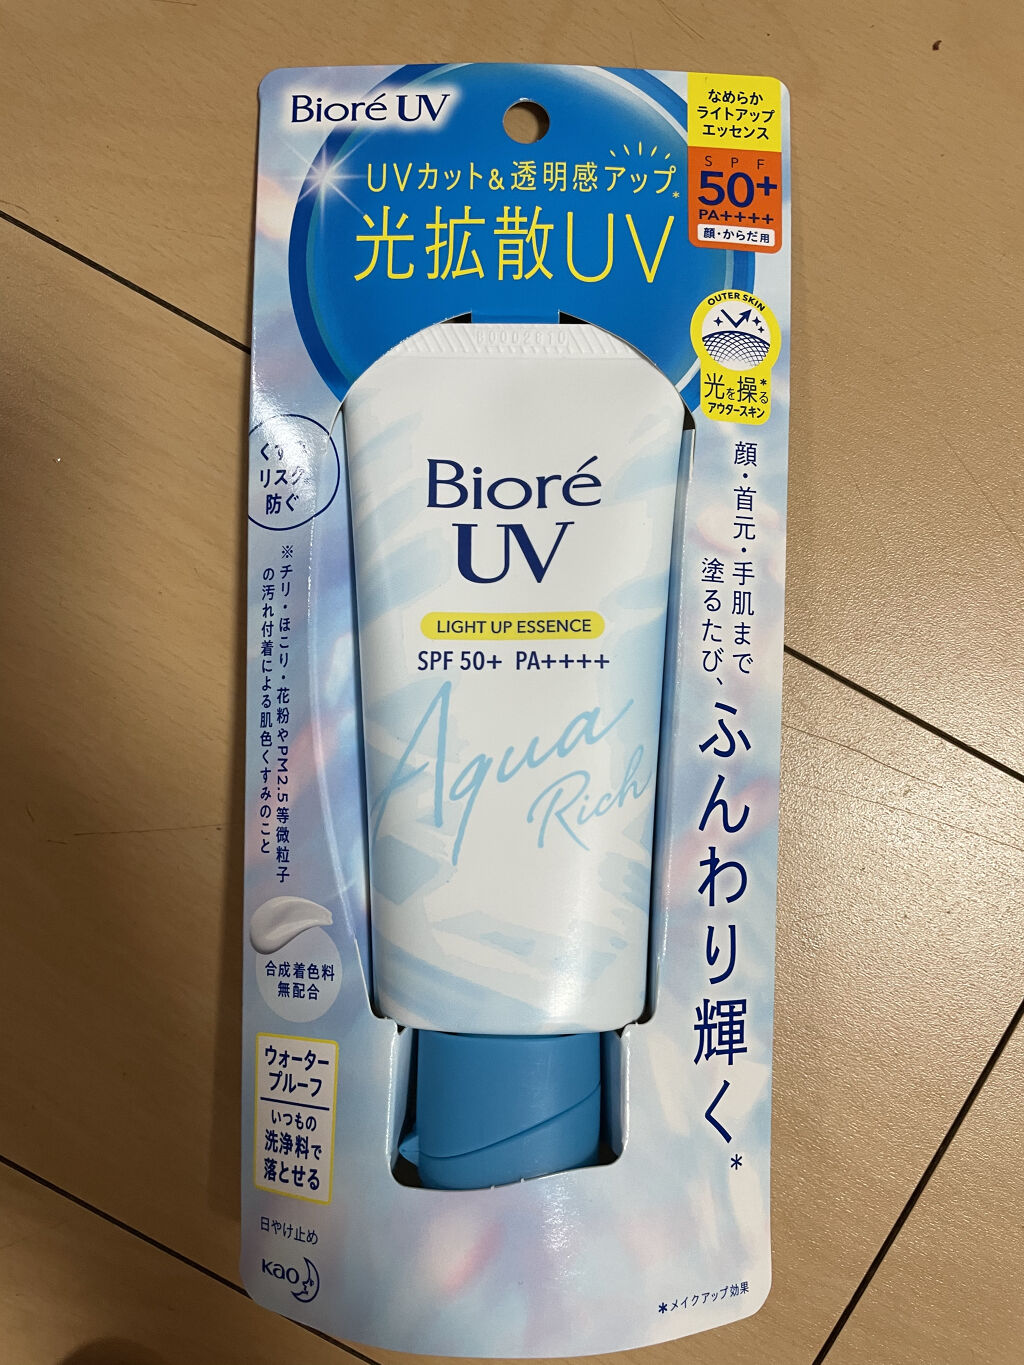 Bioré UV
なめらか
ライトアップ
エッセンス
SPF
50+
PA++++
顔・からだ用
UVカット&透明感アップ*
光拡散UV
OUTER SKIN
光を操る*
アウタースキン
リスク
防ぐ
※チリ・ほこり・花粉やPM2.5等微粒子
の汚れ付着による肌色くすみのこと
顔・首元・手肌まで
塗るたび、
ふんわり輝く*
Bioré
UV
LIGHT UP ESSENCE
SPF 50+ PA++++
Aqua
Rich
合成着色料
無配合
ウォーター
プルーフ
いつもの
洗浄料で
落とせる
日やけ止め
Kao
*メイクアップ効果